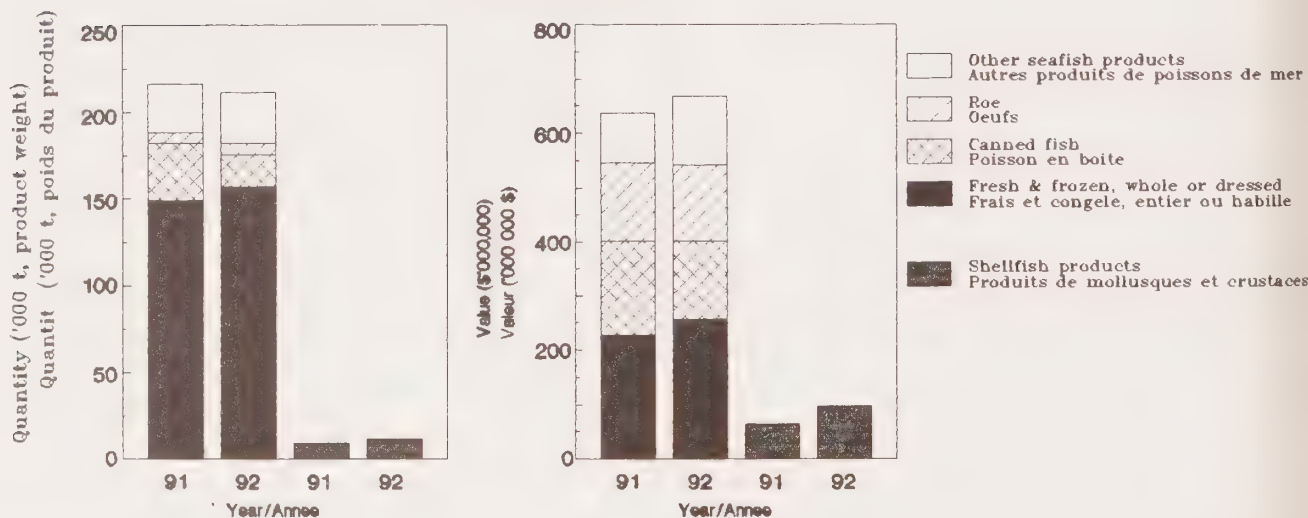 Quantity ('000 t, product weight)
Quantit ('000 t, poids du produit)
250
200
150
100
50
0
91 92 91 92
Year/Annee
Value ($'000,000)
Valeur ('000 000 $)
800
600
400
200
0
91 92 91 92
Year/Annee
Other seafish products
Autres produits de poissons de mer
Roe
Oeufs
Canned fish
Poisson en boite
Fresh & frozen, whole or dressed
Frais et congele, entier ou habille
Shellfish products
Produits de mollusques et crustaces